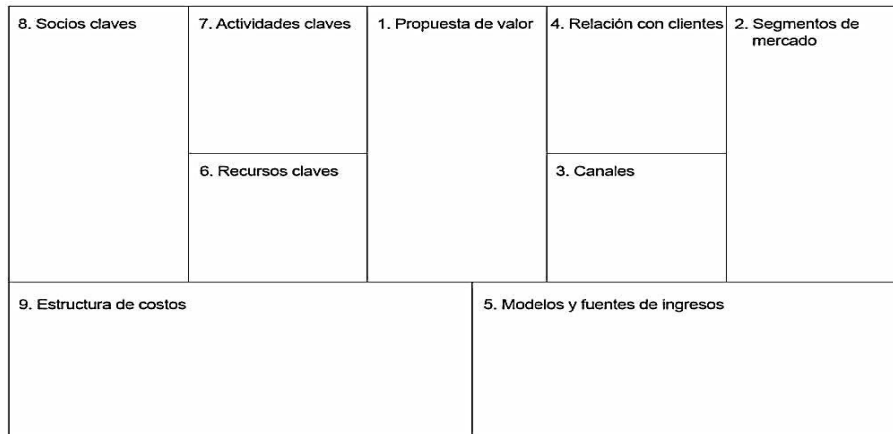 8. Socios claves
7. Actividades claves
1. Propuesta de valor
4. Relación con clientes
2. Segmentos de
mercado
6. Recursos claves
3. Canales
9. Estructura de costos
5. Modelos y fuentes de ingresos